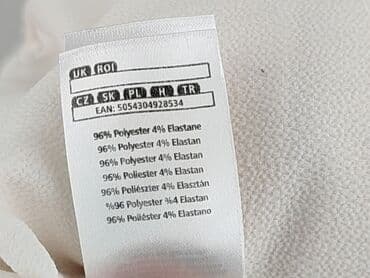 UK ROI
CZ SK PL H TR
EAN: 5054304928534
96% Polyester 4% Elastane
96% Polyester 4% Elastan
96% Polyester 4% Elastan
96% Poliester 4% Elastan
96% Poliészter 4% Elasztán
%96 Polyester %4 Elastan
96% Poliéster 4% Elastano